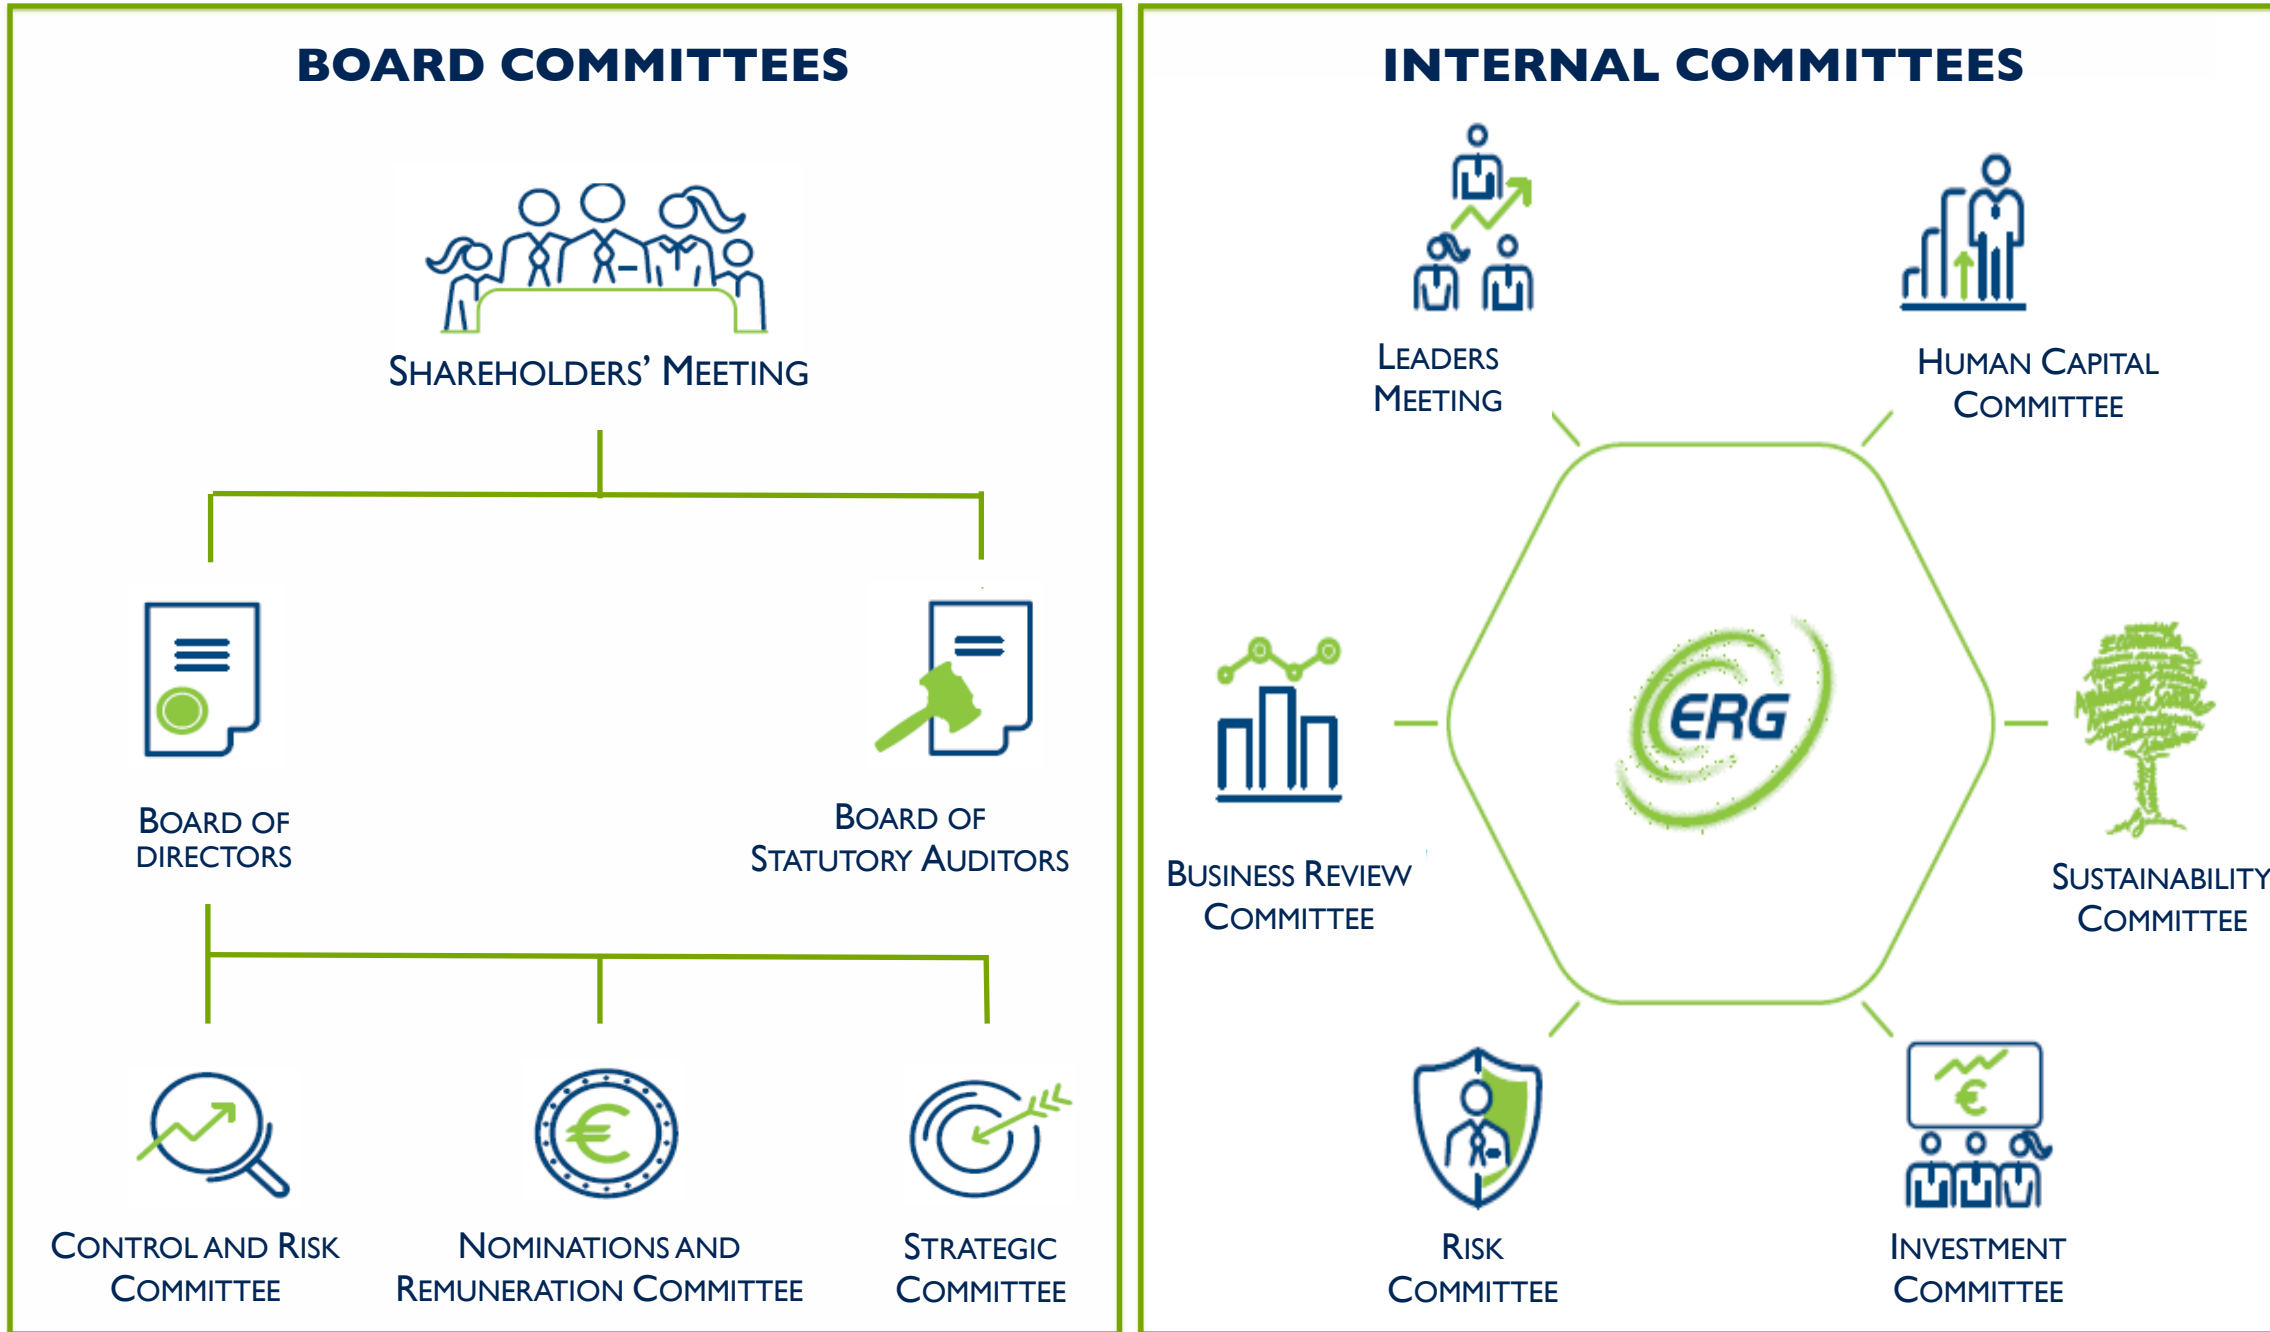 BOARD COMMITTEES
SHAREHOLDERS’ MEETING
BOARD OF
DIRECTORS
BOARD OF
STATUTORY AUDITORS
CONTROL AND RISK
COMMITTEE
NOMINATIONS AND
REMUNERATION COMMITTEE
STRATEGIC
COMMITTEE
INTERNAL COMMITTEES
LEADERS
MEETING
HUMAN CAPITAL
COMMITTEE
BUSINESS REVIEW
COMMITTEE
ERG
SUSTAINABILITY
COMMITTEE
RISK
COMMITTEE
INVESTMENT
COMMITTEE